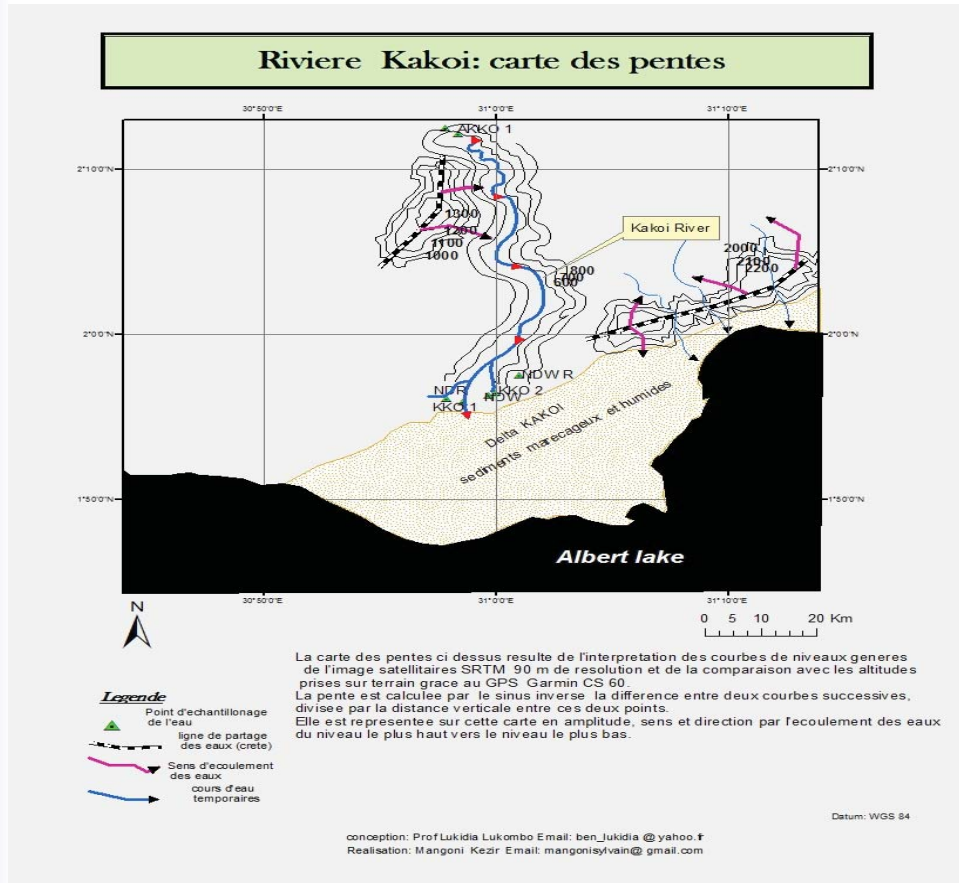 Riviere Kakoi: carte des pentes
30°50'0"E 31°0'0"E 31°10'0"E
AKKO 1
2°10'0"N 2°10'0"N
1300
1200
1100
1000
Kakoi River
2000
2100
2200
1800
700
600
2°0'0"N 2°0'0"N
NDW R
NDR KKO 2
NDW
KKO 1
Delta KAKOI
sediments marecageux et humides
1°50'0"N 1°50'0"N
Albert lake
30°50'0"E 31°0'0"E 31°10'0"E
N
0 5 10 20 Km
La carte des pentes ci dessus resulte de l'interpretation des courbes de niveaux generes
de l'image satellitaires SRTM 90 m de resolution et de la comparaison avec les altitudes
prises sur terrain grace au GPS Garmin CS 60.
La pente est calculée par le sinus inverse la difference entre deux courbes successives,
divisee par la distance verticale entre ces deux points.
Elle est representee sur cette carte en amplitude, sens et direction par l'ecoulement des eaux
du niveau le plus haut vers le niveau le plus bas.
Legende
Point d'echantillonage
de l'eau
ligne de partage
des eaux (crete)
Sens d'ecoulement
des eaux
cours d'eau
temporaires
Datum: WGS 84
conception: Prof Lukidia Lukombo Email: ben_lukidia @ yahoo.fr
Realisation: Mangoni Kezir Email: mangonisylvain@ gmail.com